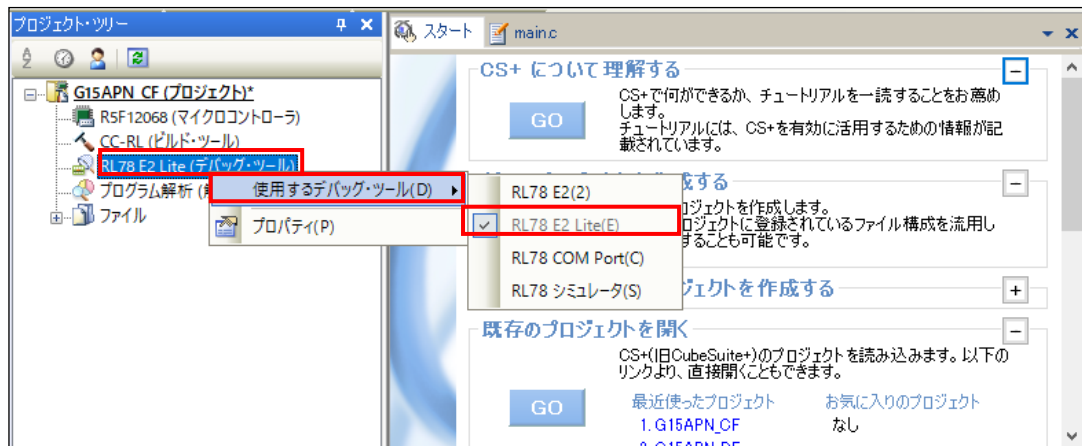 プロジェクト・ツリー
G15APN_CF (プロジェクト)*
R5F12068 (マイクロコントローラ)
CC-RL (ビルド・ツール)
RL78 E2 Lite (デバッグ・ツール)
プログラム解析 (
ファイル
使用するデバッグ・ツール(D)
プロパティ(P)
RL78 E2(2)
RL78 E2 Lite(E)
RL78 COM Port(C)
RL78 シミュレータ(S)
スタート
main.c
CS+ について理解する
GO
CS+で何ができるか、チュートリアルを一読することをお薦め
します。
チュートリアルには、CS+を有効に活用するための情報が記
載されています。
する
ロジェクトを作成します。
ロジェクトに登録されているファイル構成を流用し
することも可能です。
ジェクトを作成する
既存のプロジェクトを開く
GO
CS+(旧CubeSuite+)のプロジェクトを読み込みます。以下の
リンクより、直接開くこともできます。
最近使ったプロジェクト お気に入りのプロジェクト
1. G15APN_CF なし